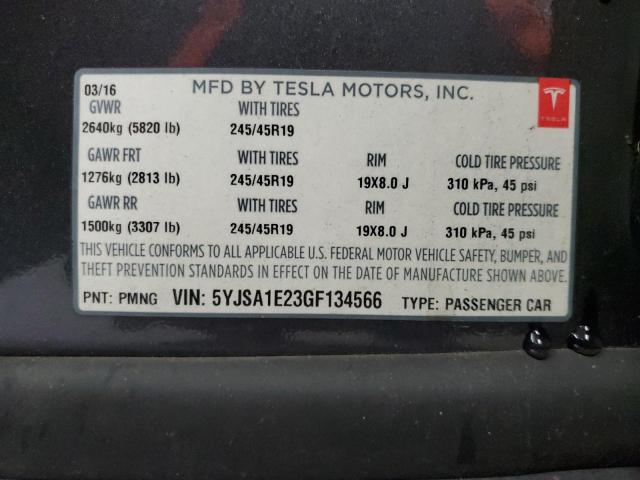 03/16 MFD BY TESLA MOTORS, INC.
TESLA
GVWR WITH TIRES
2640kg (5820 lb) 245/45R19
GAWR FRT WITH TIRES RIM COLD TIRE PRESSURE
1276kg (2813 lb) 245/45R19 19X8.0 J 310 kPa, 45 psi
GAWR RR WITH TIRES RIM COLD TIRE PRESSURE
1500kg (3307 lb) 245/45R19 19X8.0 J 310 kPa, 45 psi
THIS VEHICLE CONFORMS TO ALL APPLICABLE U.S. FEDERAL MOTOR VEHICLE SAFETY, BUMPER, AND
THEFT PREVENTION STANDARDS IN EFFECT ON THE DATE OF MANUFACTURE SHOWN ABOVE.
PNT: PMNG VIN: 5YJSA1E23GF134566 TYPE: PASSENGER CAR